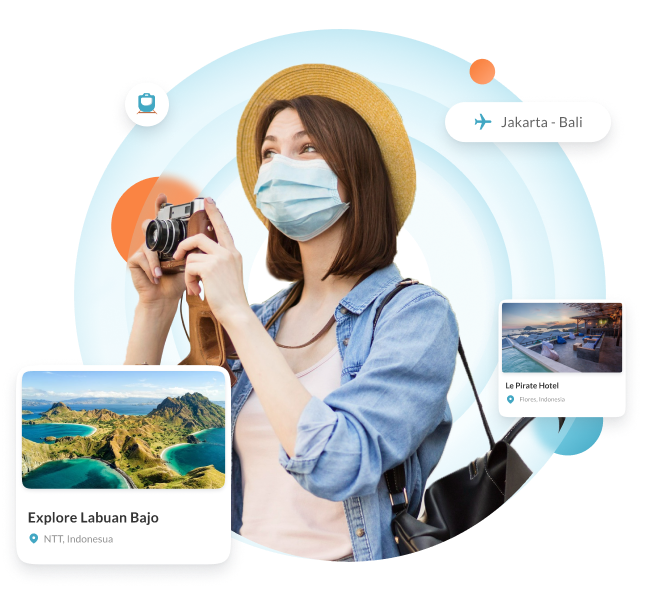 Jakarta - Bali
Le Pirate Hotel
Flores, Indonesia
Explore Labuan Bajo
NTT, Indonesua